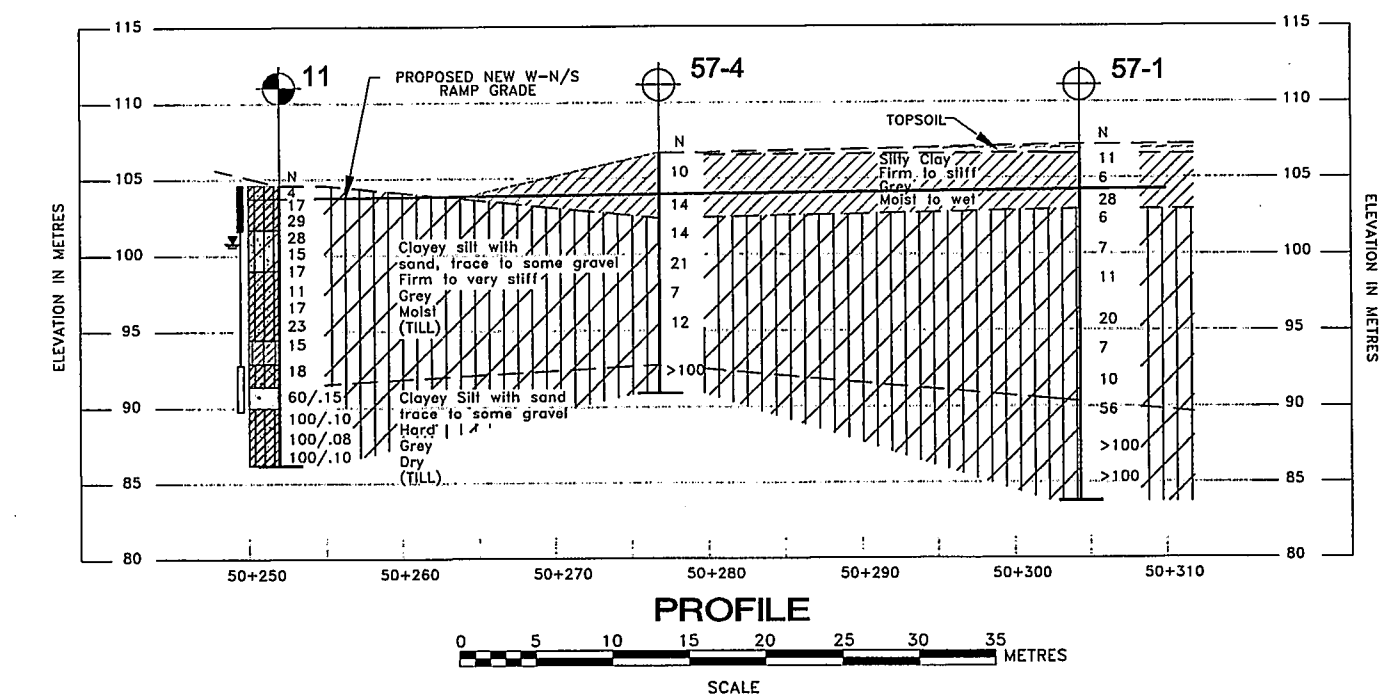 115
115
11
57-4
57-1
PROPOSED NEW W-N/S
RAMP GRADE
110
110
TOPSOIL
N
N
N
105
105
4
17
29
28
15
17
11
17
23
15
18
60/.15
100/.10
100/.08
100/.10
10
14
14
21
7
12
>100
11
6
28
6
7
11
20
7
10
56
>100
>100
Silty Clay
Firm to stiff
Grey
Moist to wet
Clayey silt with
sand, trace to some gravel
Firm to very stiff
Grey
Moist
(TILL)
Clayey Silt with sand
trace to some gravel
Hard
Grey
Dry
(TILL)
100
100
95
95
90
90
85
85
80
80
ELEVATION IN METRES
ELEVATION IN METRES
50+250
50+260
50+270
50+280
50+290
50+300
50+310
PROFILE
0 5 10 15 20 25 30 35
METRES
SCALE